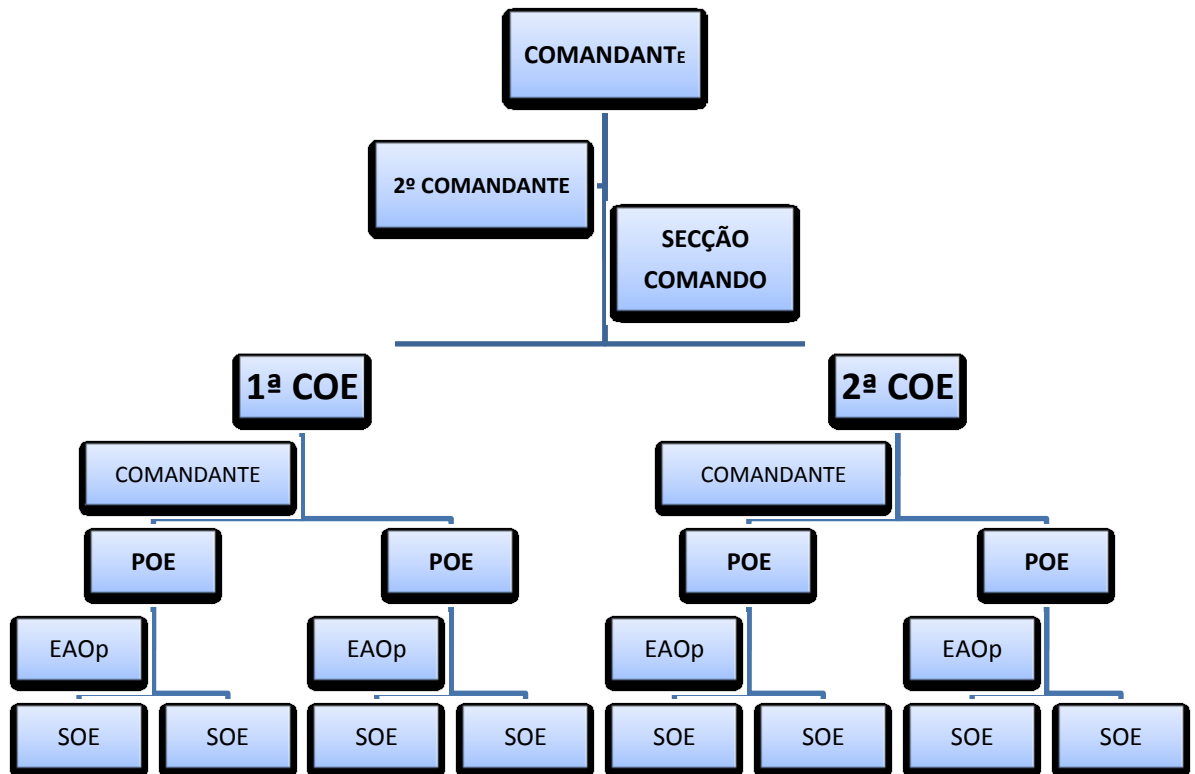 COMANDANTE
2º COMANDANTE
SECÇÃO
COMANDO
1ª COE
2ª COE
COMANDANTE
COMANDANTE
POE
POE
POE
POE
EAOp
EAOp
EAOp
EAOp
SOE
SOE
SOE
SOE
SOE
SOE
SOE
SOE